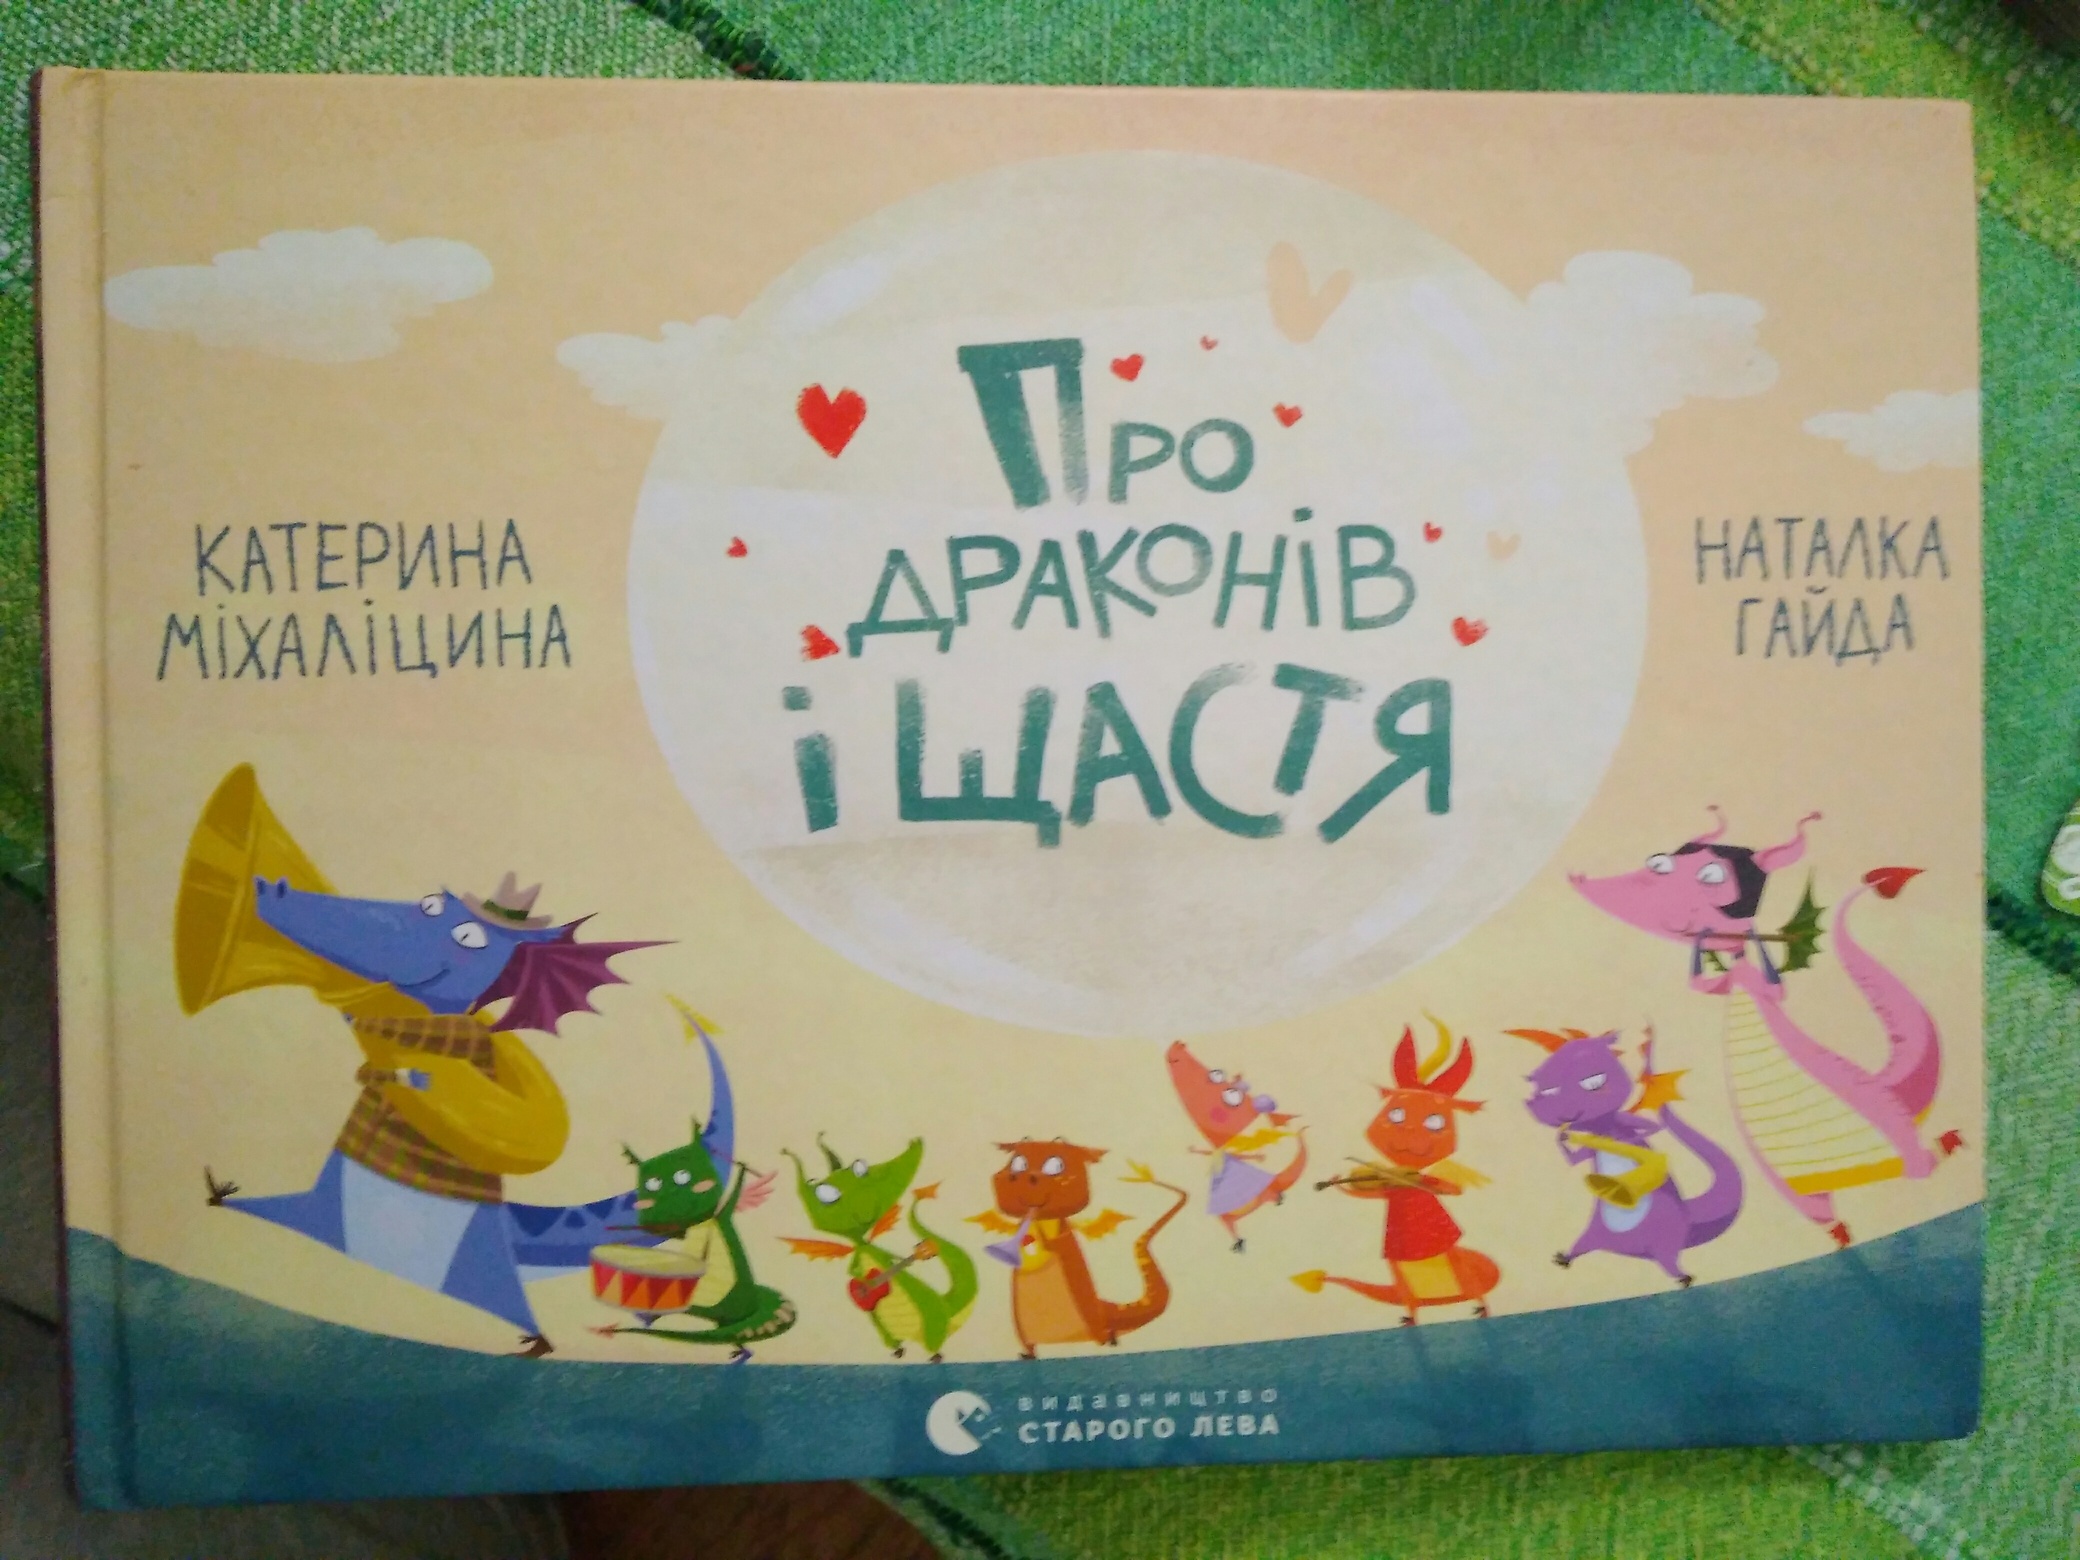 КАТЕРИНА
МІХАЛІЦИНА
ПРО
ДРАКОНІВ
І ЩАСТЯ
НАТАЛКА
ГАЙДА
ВИДАВНИЦТВО
СТАРОГО ЛЕВА